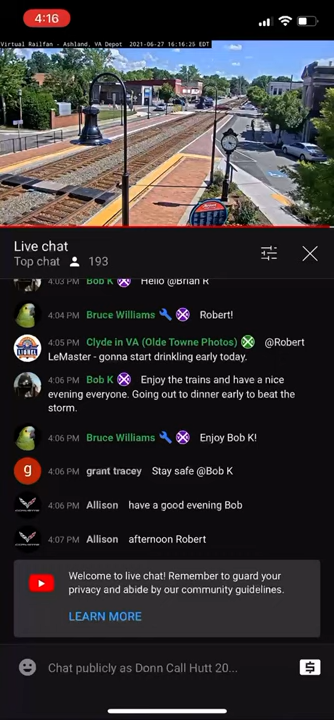 4:16
Virtual Railfan - Ashland, VA Depot 2021-06-27 16:16:25 EDT
Live chat
Top chat 193
4:03 PM Bob K Hello @Brian R
4:04 PM Bruce Williams Robert!
4:05 PM Clyde in VA (Olde Towne Photos) @Robert
LeMaster - gonna start drinking early today.
4:06 PM Bob K Enjoy the trains and have a nice
evening everyone. Going out to dinner early to beat the
storm.
4:06 PM Bruce Williams Enjoy Bob K!
g
4:06 PM grant tracey Stay safe @Bob K
4:06 PM Allison have a good evening Bob
4:07 PM Allison afternoon Robert
Welcome to live chat! Remember to guard your
privacy and abide by our community guidelines.
LEARN MORE
Chat publicly as Donn Call Hutt 20...